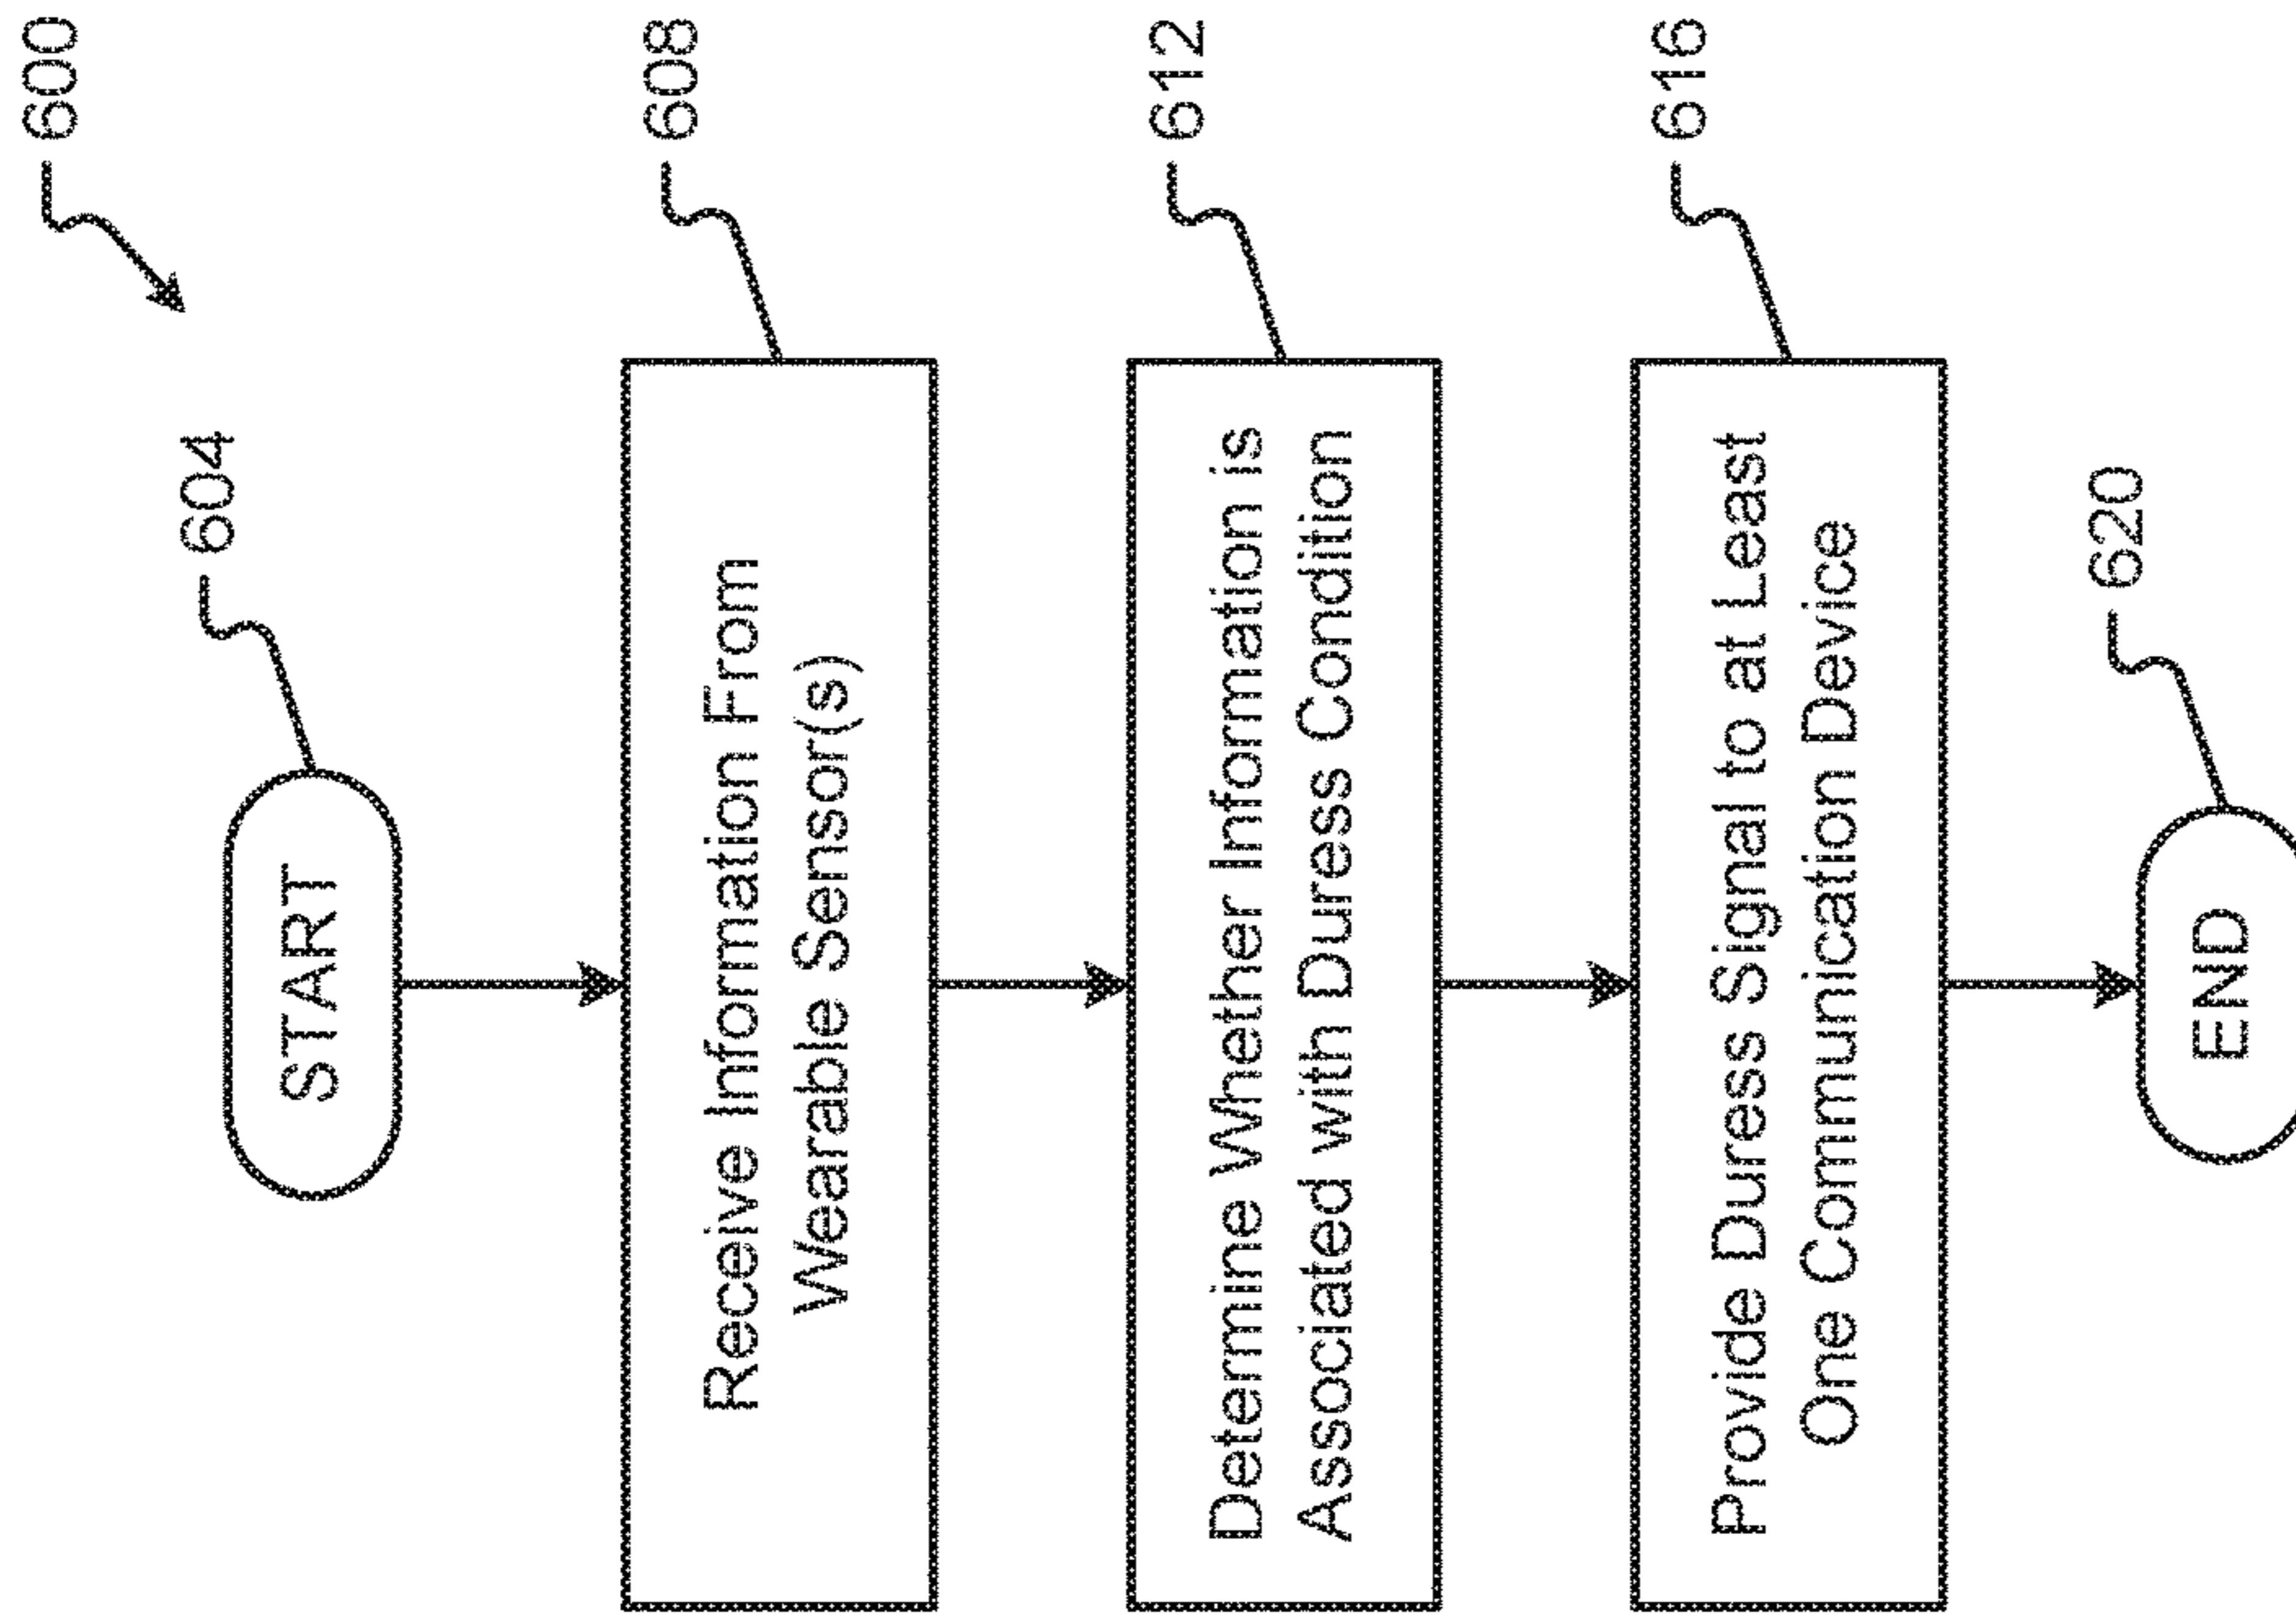 600
604
START
608
Receive Information From
Wearable Sensor(s)
612
Determine Whether Information is
Associated with Duress Condition
616
Provide Duress Signal to at Least
One Communication Device
620
END